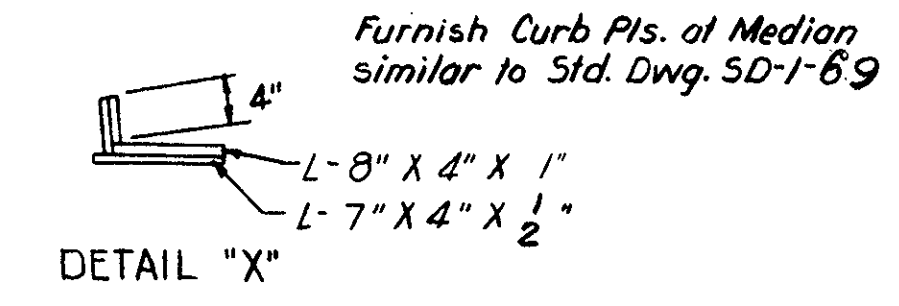 Furnish Curb Pls. at Median
similar to Std. Dwg. SD-1-69
4"
L-8" X 4" X 1"
L-7" X 4" X 1/2"
DETAIL "X"